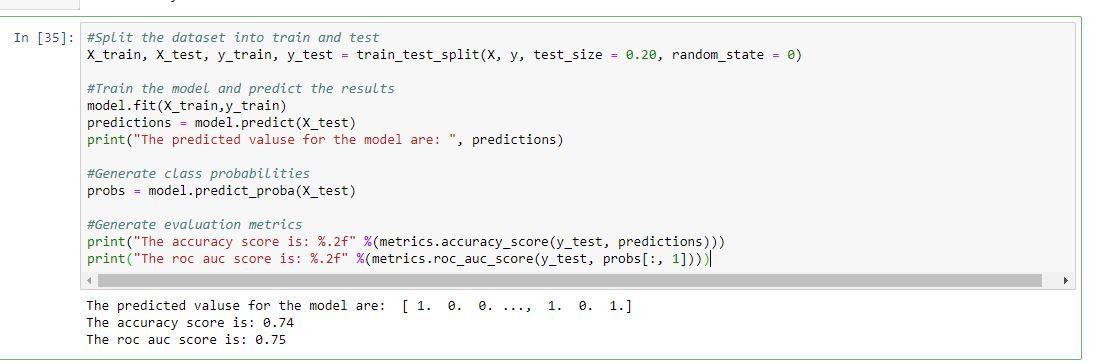 In [35]:
#Split the dataset into train and test
X_train, X_test, y_train, y_test = train_test_split(X, y, test_size = 0.20, random_state = 0)
#Train the model and predict the results
model.fit(X_train,y_train)
predictions = model.predict(X_test)
print("The predicted valuse for the model are: ", predictions)
#Generate class probabilities
probs = model.predict_proba(X_test)
#Generate evaluation metrics
print("The accuracy score is: %.2f" %(metrics.accuracy_score(y_test, predictions)))
print("The roc auc score is: %.2f" %(metrics.roc_auc_score(y_test, probs[:, 1])))
The predicted valuse for the model are:  [ 1.  0.  0. ...,  1.  0.  1.]
The accuracy score is: 0.74
The roc auc score is: 0.75